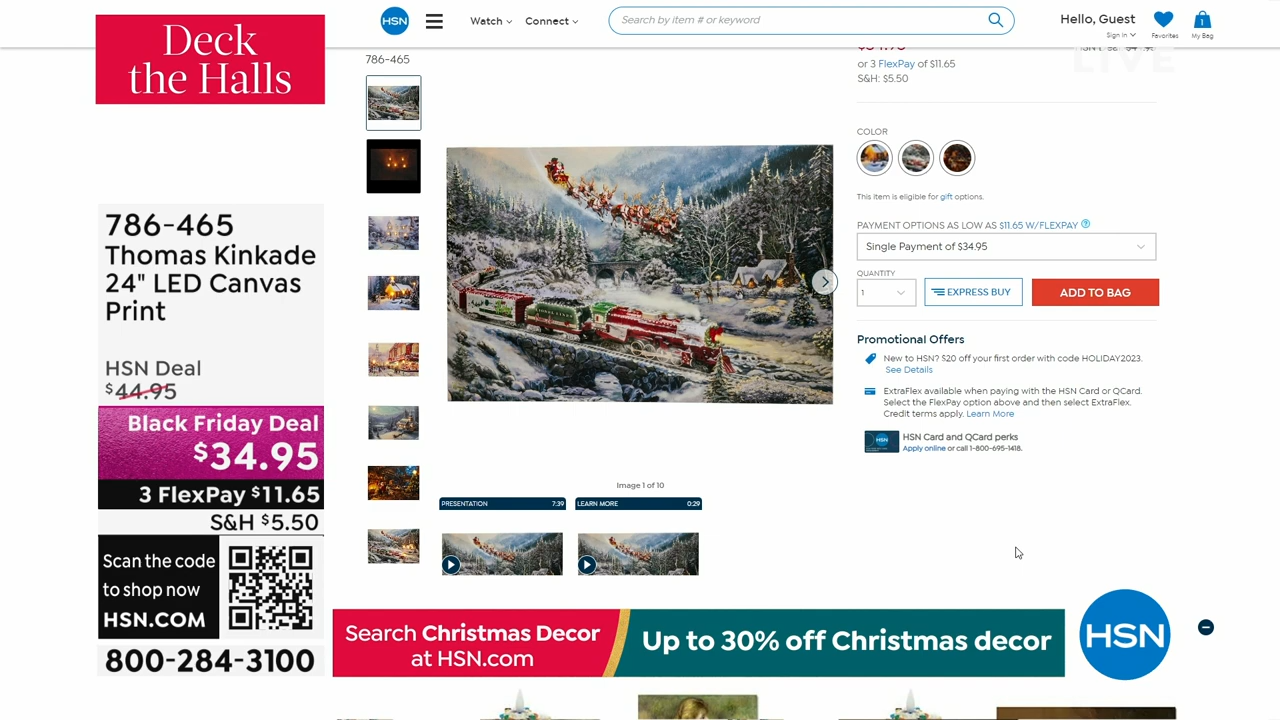 Deck
the Halls
HSN
Watch
Connect
Search by item # or keyword
Hello, Guest
Sign In
Favorites
1
My Bag
LIVE
786-465
$34.95
or 3 FlexPay of $11.65
S&H: $5.50
COLOR
This item is eligible for gift options.
PAYMENT OPTIONS AS LOW AS $11.65 W/FLEXPAY
Single Payment of $34.95
QUANTITY
1
EXPRESS BUY
ADD TO BAG
Promotional Offers
New to HSN? $20 off your first order with code HOLIDAY2023.
See Details
ExtraFlex available when paying with the HSN Card or QCard.
Select the FlexPay option above and then select ExtraFlex.
Credit terms apply. Learn More
HSN
HSN Card and QCard perks
Apply online or call 1-800-695-1418.
786-465
Thomas Kinkade
24" LED Canvas
Print
HSN Deal
$44.95
Black Friday Deal
$34.95
3 FlexPay $11.65
S&H $5.50
Scan the code
to shop now
HSN.COM
800-284-3100
Image 1 of 10
PRESENTATION 7:39
LEARN MORE 0:29
Search Christmas Decor
at HSN.com
Up to 30% off Christmas decor
HSN